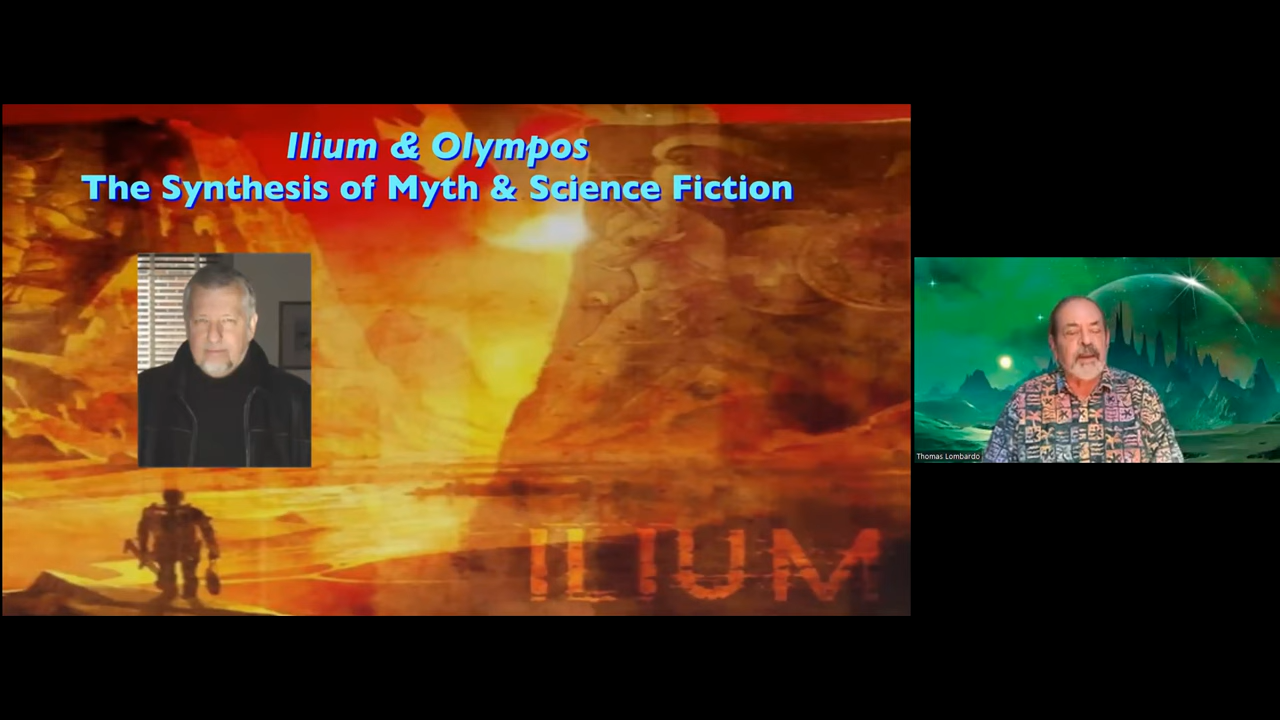 Ilium & Olympos
The Synthesis of Myth & Science Fiction
ILIUM
Thomas Lombardo